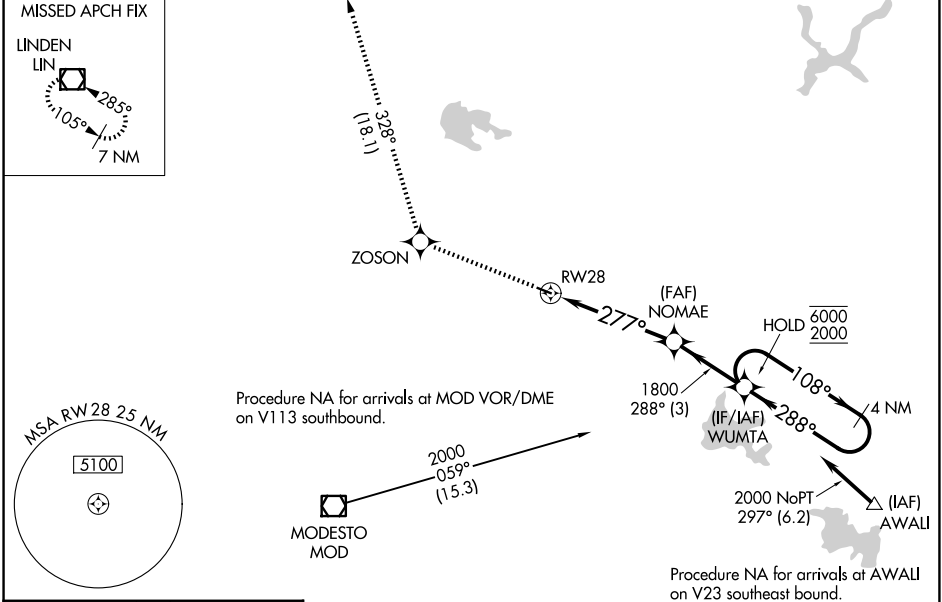 MISSED APCH FIX
LINDEN
LIN
285°
105°
7 NM
328°
(18.1)
ZOSON
RW28
(FAF)
NOMAE
277°
HOLD 6000
2000
108°
4 NM
288°
1800
288° (3)
(IF/IAF)
WUMTA
Procedure NA for arrivals at MOD VOR/DME
on V113 southbound.
MSA RW 28 25 NM
5100
2000
059°
(15.3)
MODESTO
MOD
2000 NoPT
297° (6.2)
(IAF)
AWALI
Procedure NA for arrivals at AWALI
on V23 southeast bound.